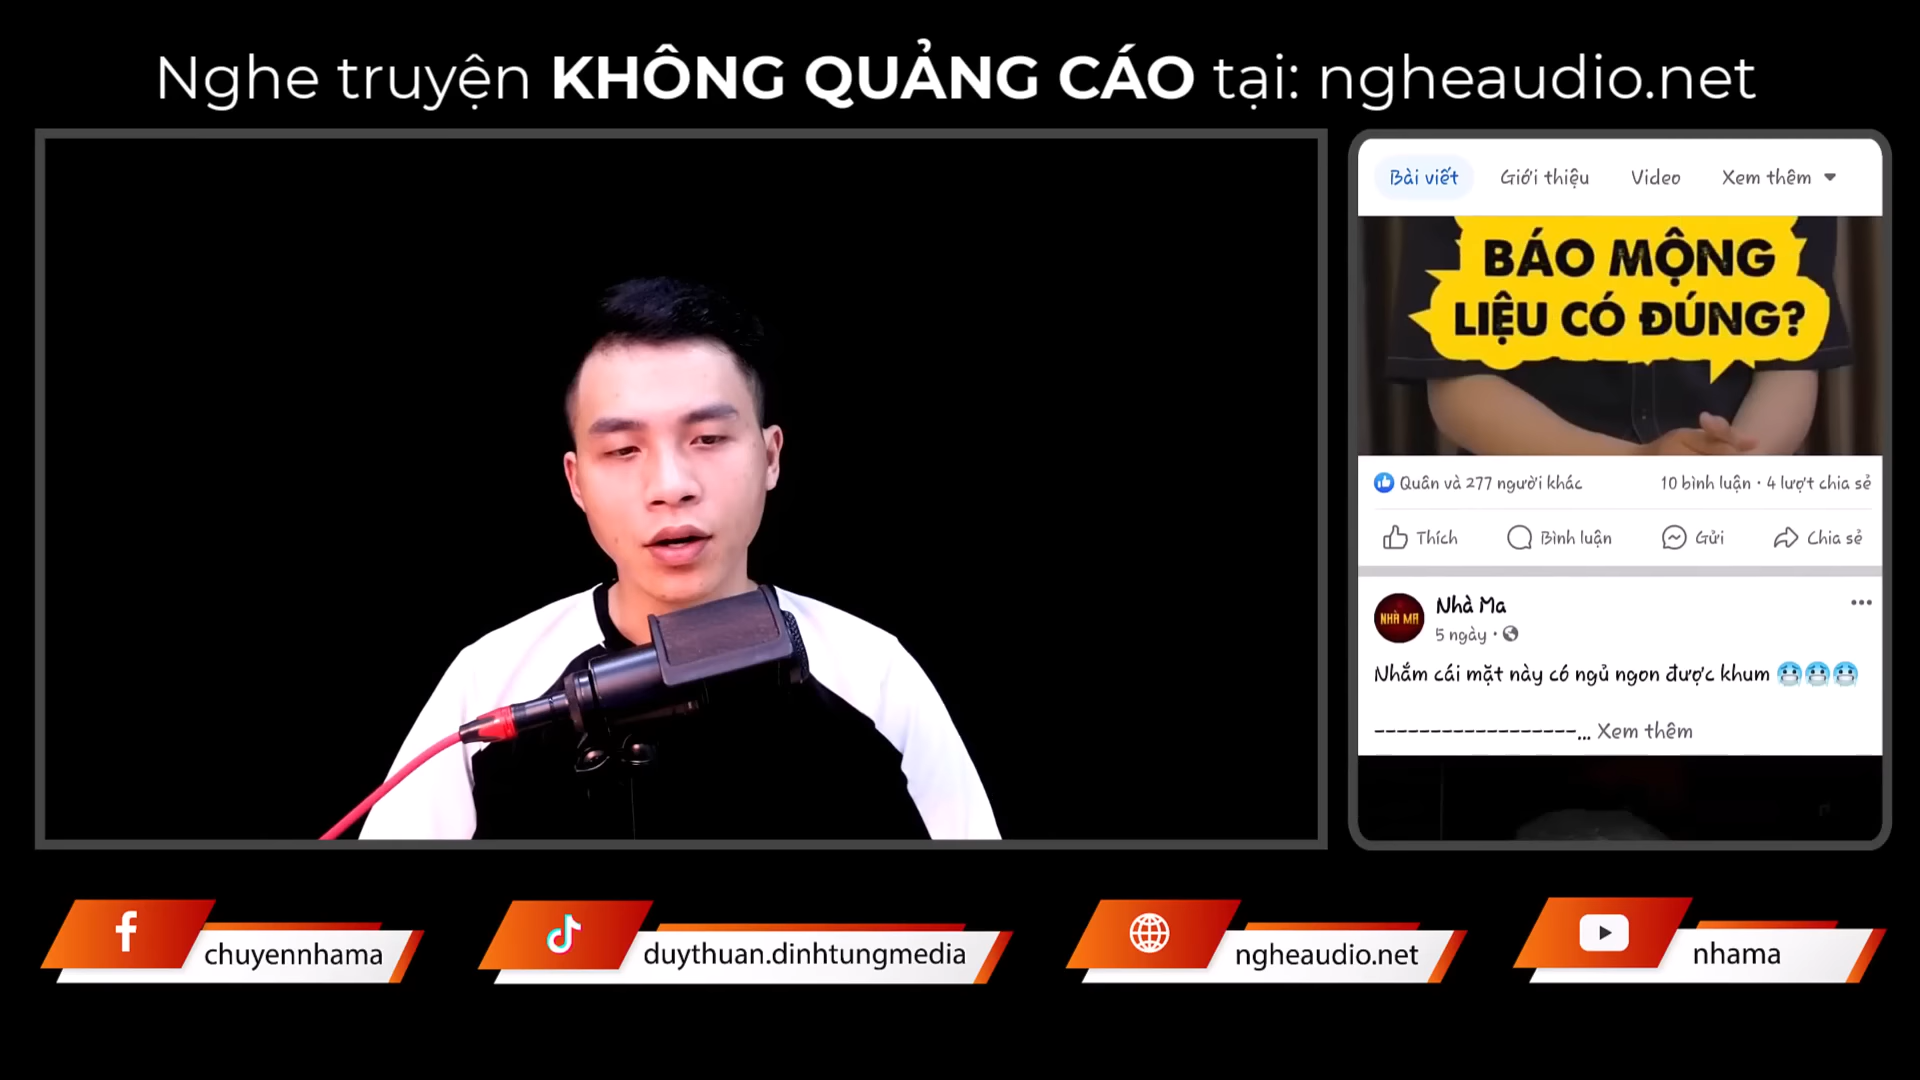 Nghe truyện KHÔNG QUẢNG CÁO tại: ngheaudio.net
Bài viết
Giới thiệu
Video
Xem thêm
BÁO MỘNG
LIỆU CÓ ĐÚNG?
Quân và 277 người khác
10 bình luận · 4 lượt chia sẻ
Thích
Bình luận
Gửi
Chia sẻ
NHÀ MA
Nhà Ma
5 ngày ·
Nhắm cái mặt này có ngủ ngon được khum 🥶🥶🥶
------------------... Xem thêm
chuyennhama
duythuan.dinhtungmedia
ngheaudio.net
nhama